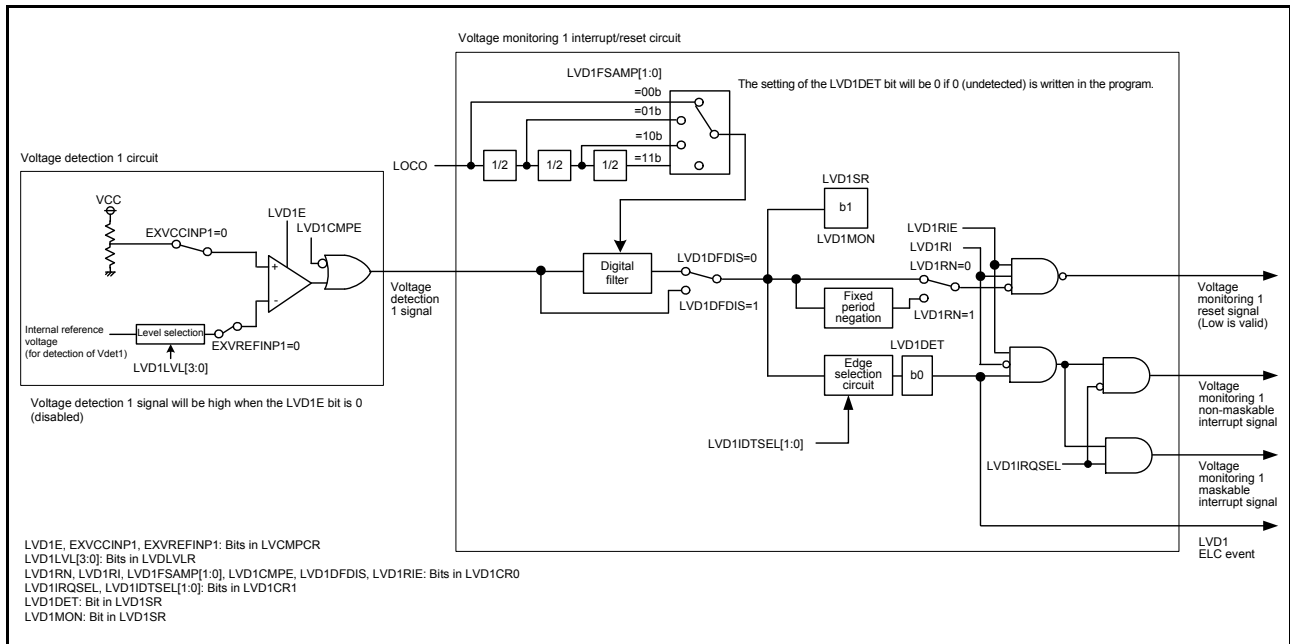 Voltage monitoring 1 interrupt/reset circuit
LVD1FSAMP[1:0]
The setting of the LVD1DET bit will be 0 if 0 (undetected) is written in the program.
=00b
=01b
=10b
=11b
LOCO
1/2
1/2
1/2
Voltage detection 1 circuit
VCC
EXVCCINP1=0
LVD1E
LVD1CMPE
+
-
Internal reference
voltage
(for detection of Vdet1)
Level selection
EXVREFINP1=0
LVD1LVL[3:0]
Voltage detection 1 signal will be high when the LVD1E bit is 0
(disabled)
Voltage
detection
1 signal
Digital
filter
LVD1DFDIS=0
LVD1DFDIS=1
LVD1SR
b1
LVD1MON
LVD1RIE
LVD1RI
LVD1RN=0
Fixed
period
negation
LVD1RN=1
Voltage
monitoring 1
reset signal
(Low is valid)
LVD1DET
Edge
selection
circuit
b0
LVD1IDTSEL[1:0]
Voltage
monitoring 1
non-maskable
interrupt signal
LVD1IRQSEL
Voltage
monitoring 1
maskable
interrupt signal
LVD1
ELC event
LVD1E, EXVCCINP1, EXVREFINP1: Bits in LVCMPCR
LVD1LVL[3:0]: Bits in LVDLVLR
LVD1RN, LVD1RI, LVD1FSAMP[1:0], LVD1CMPE, LVD1DFDIS, LVD1RIE: Bits in LVD1CR0
LVD1IRQSEL, LVD1IDTSEL[1:0]: Bits in LVD1CR1
LVD1DET: Bit in LVD1SR
LVD1MON: Bit in LVD1SR